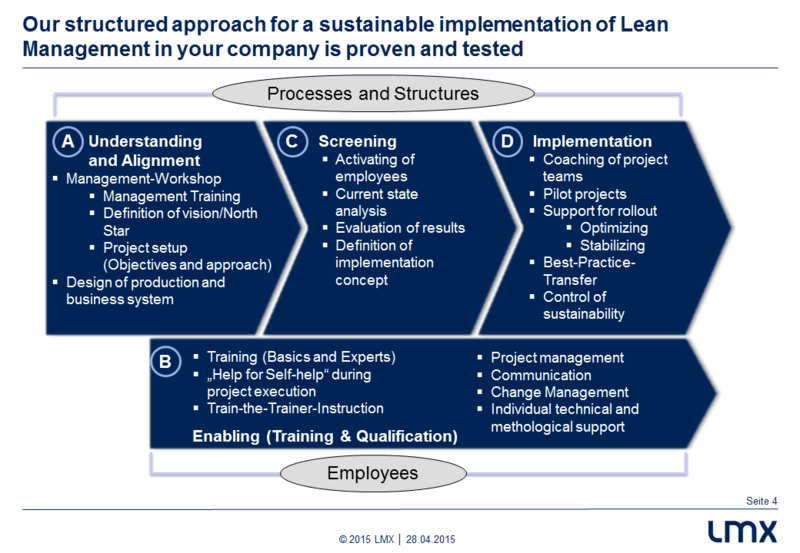 Our structured approach for a sustainable implementation of Lean
Management in your company is proven and tested
Processes and Structures
A Understanding
and Alignment
▪ Management-Workshop
▪ Management Training
▪ Definition of vision/North
Star
▪ Project setup
(Objectives and approach)
▪ Design of production and
business system
C Screening
▪ Activating of
employees
▪ Current state
analysis
▪ Evaluation of results
▪ Definition of
implementation
concept
D Implementation
▪ Coaching of project
teams
▪ Pilot projects
▪ Support for rollout
▪ Optimizing
▪ Stabilizing
▪ Best-Practice-
Transfer
▪ Control of
sustainability
B
▪ Training (Basics and Experts)
▪ „Help for Self-help“ during
project execution
▪ Train-the-Trainer-Instruction
▪ Project management
▪ Communication
▪ Change Management
▪ Individual technical and
methological support
Enabling (Training & Qualification)
Employees
Seite 4
© 2015 LMX | 28.04.2015
LMX